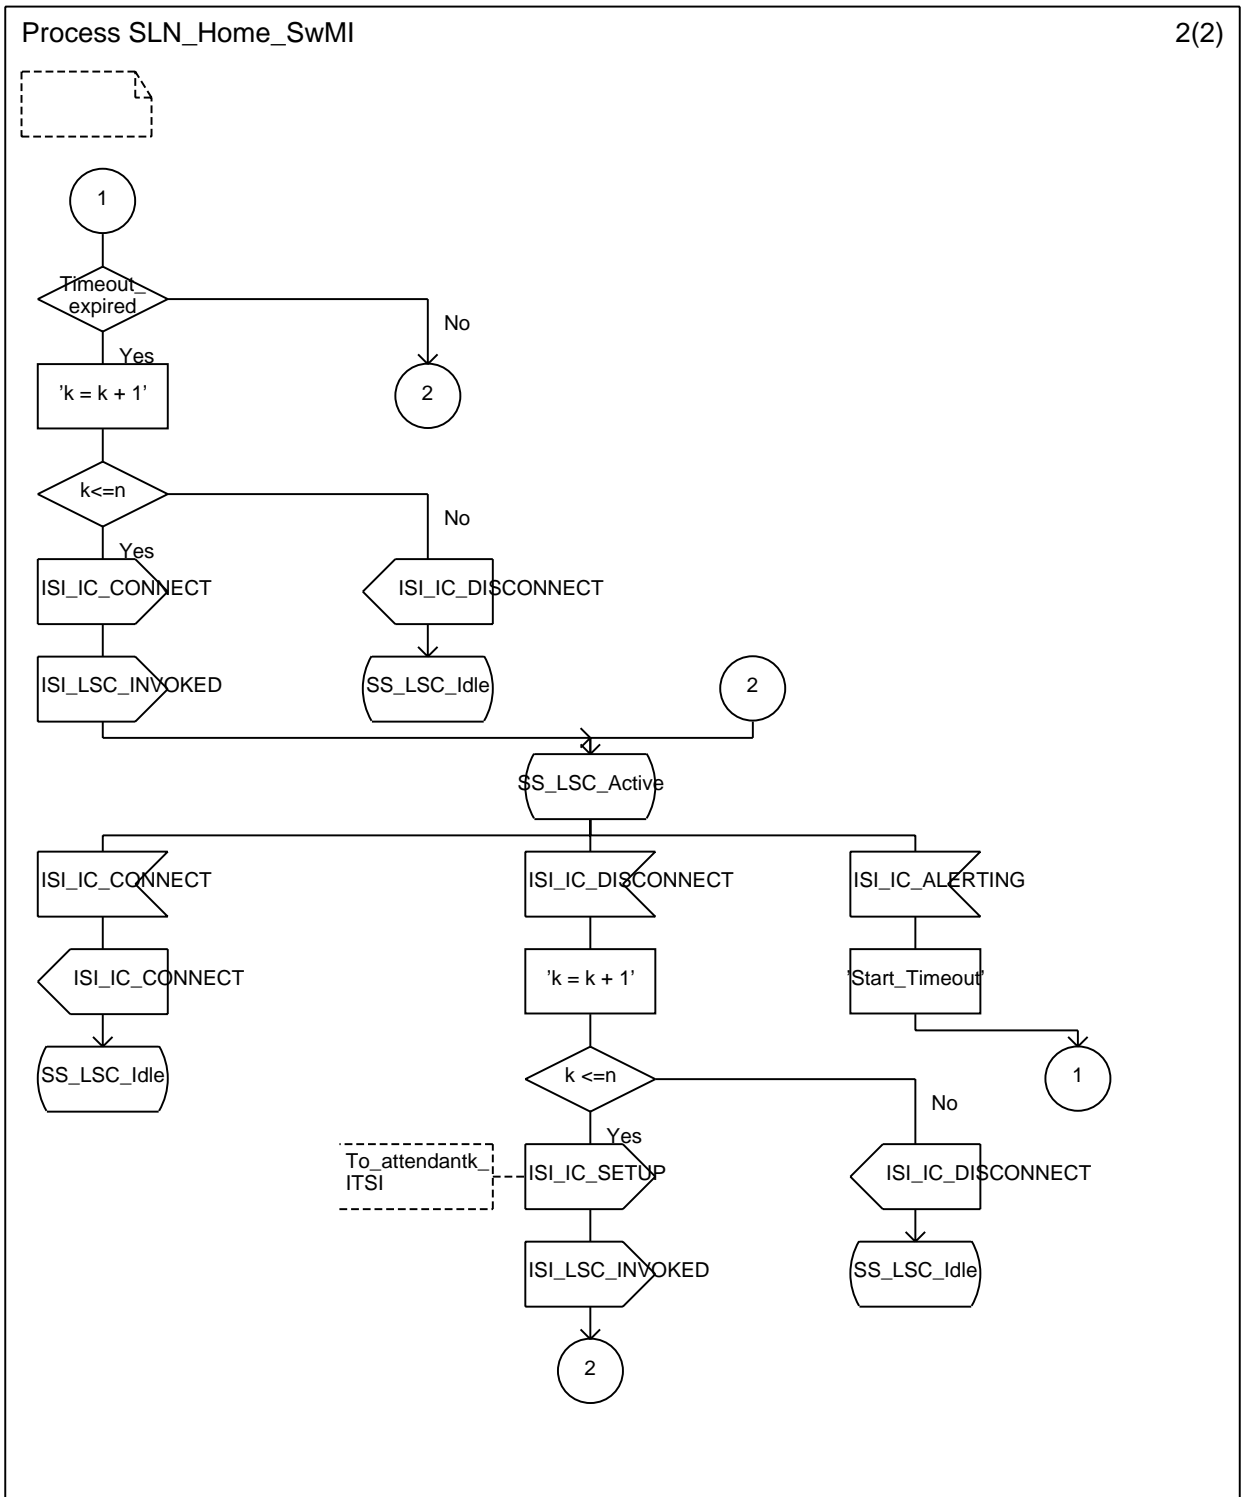 Process SLN_Home_SwMI 2(2)
1
Timeout_
expired
No
Yes
'k = k + 1'
2
k<=n
No
Yes
ISI_IC_CONNECT
ISI_IC_DISCONNECT
ISI_LSC_INVOKED
SS_LSC_Idle
2
SS_LSC_Active
ISI_IC_CONNECT
ISI_IC_DISCONNECT
ISI_IC_ALERTING
ISI_IC_CONNECT
'k = k + 1'
'Start_Timeout'
SS_LSC_Idle
k <=n
1
No
Yes
To_attendantk_
ITSI
ISI_IC_SETUP
ISI_IC_DISCONNECT
ISI_LSC_INVOKED
SS_LSC_Idle
2